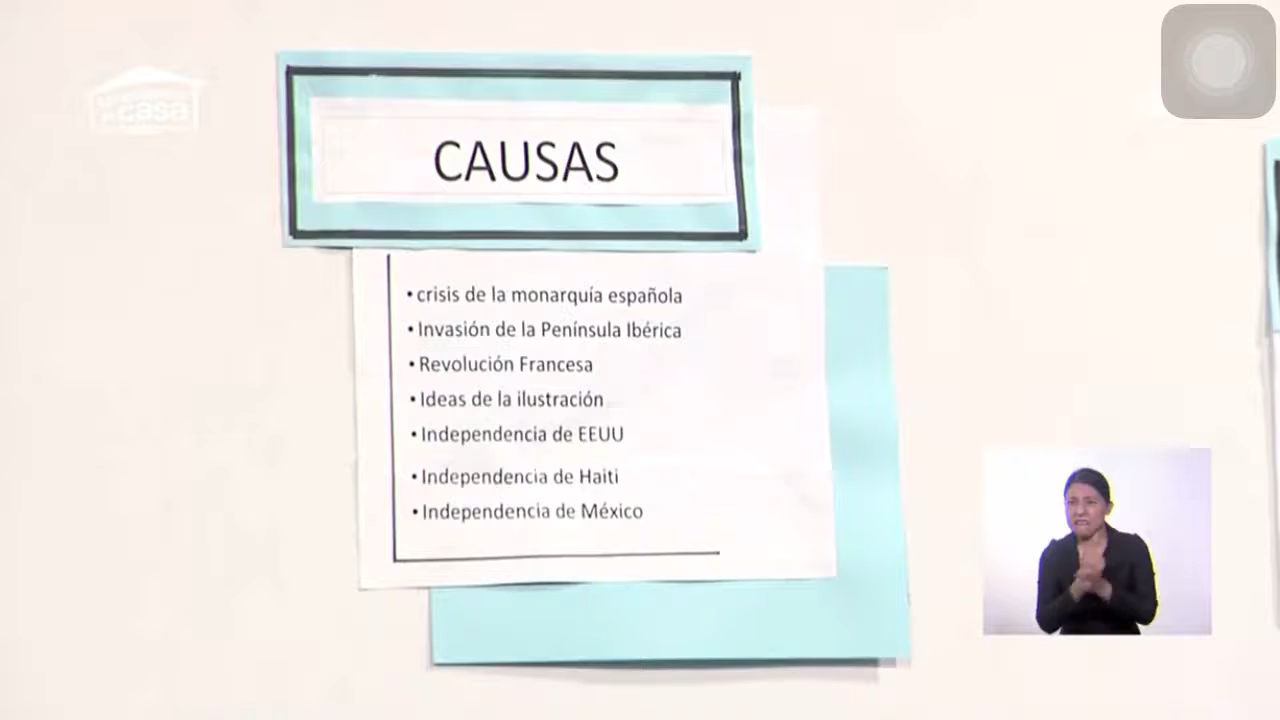 casa
CAUSAS
• crisis de la monarquía española
• Invasión de la Península Ibérica
• Revolución Francesa
• Ideas de la ilustración
• Independencia de EEUU
• Independencia de Haiti
• Independencia de México